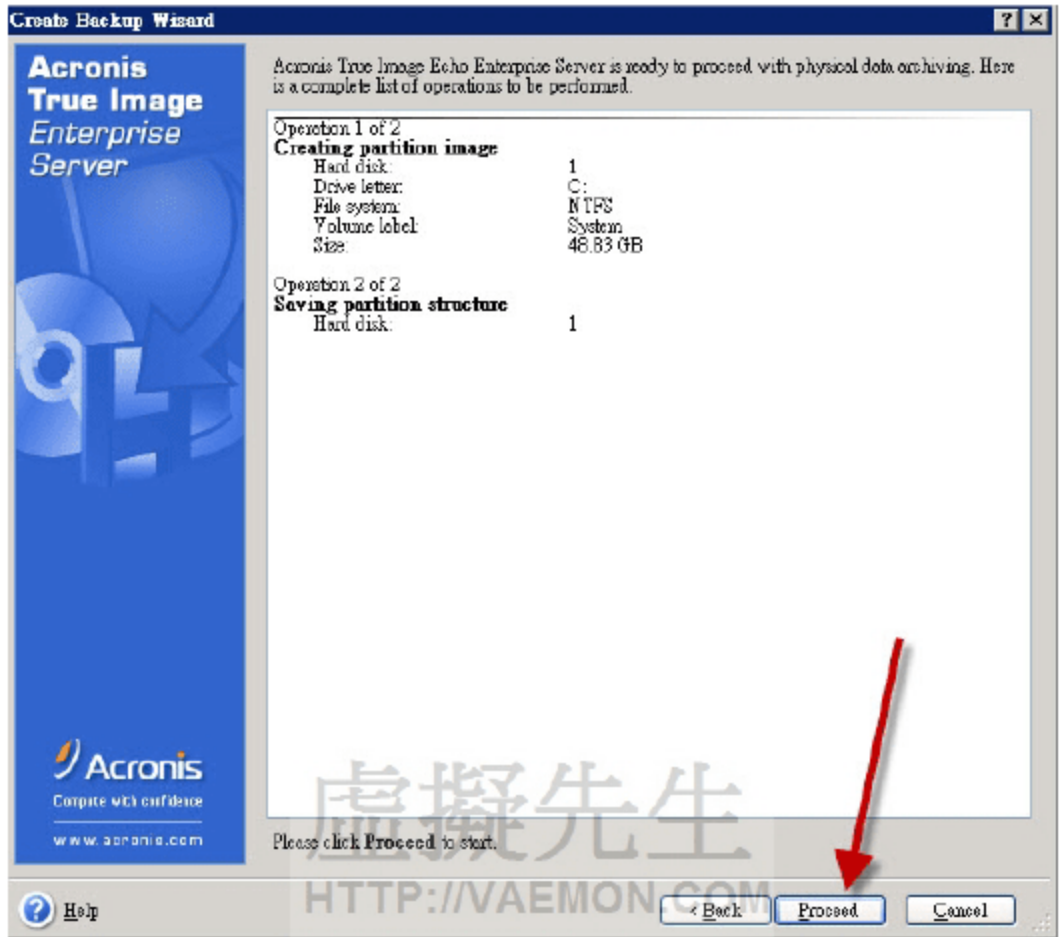 Create Backup Wizard
Acronis
True Image
Enterprise
Server
Acronis True Image Echo Enterprise Server is ready to proceed with physical data archiving. Here
is a complete list of operations to be performed.
Operation 1 of 2
Creating partition image
Hard disk: 1
Drive letter: C:
File system: NTFS
Volume label: System
Size: 48.83 GB
Operation 2 of 2
Saving partition structure
Hard disk: 1
Acronis
Compute with confidence
www.acronis.com
Please click Proceed to start.
虛擬先生
HTTP://VAEMON.COM
Help
< Back
Proceed
Cancel